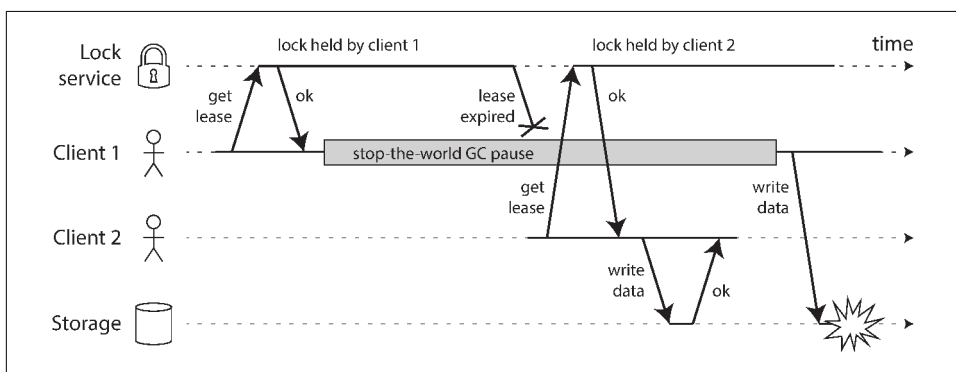 lock held by client 1
lock held by client 2
time
Lock
service
get
lease
ok
lease
expired
ok
Client 1
stop-the-world GC pause
get
lease
write
data
Client 2
write
data
ok
Storage